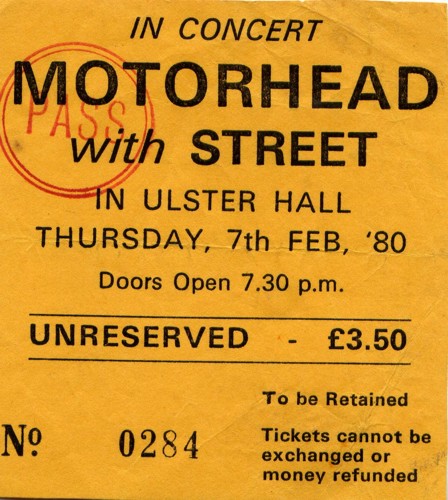 IN CONCERT
MOTORHEAD
PASS
with STREET
IN ULSTER HALL
THURSDAY, 7th FEB, '80
Doors Open 7.30 p.m.
UNRESERVED - £3.50
To be Retained
Nº 0284
Tickets cannot be
exchanged or
money refunded